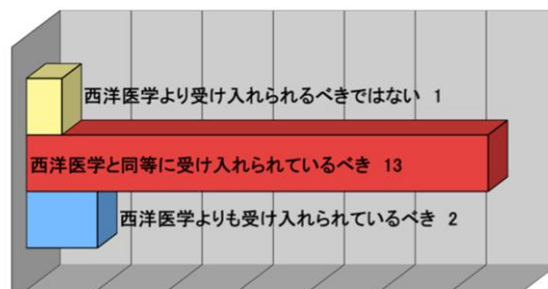 西洋医学より受け入れられるべきではない 1
西洋医学と同等に受け入れられているべき 13
西洋医学よりも受け入れられているべき 2